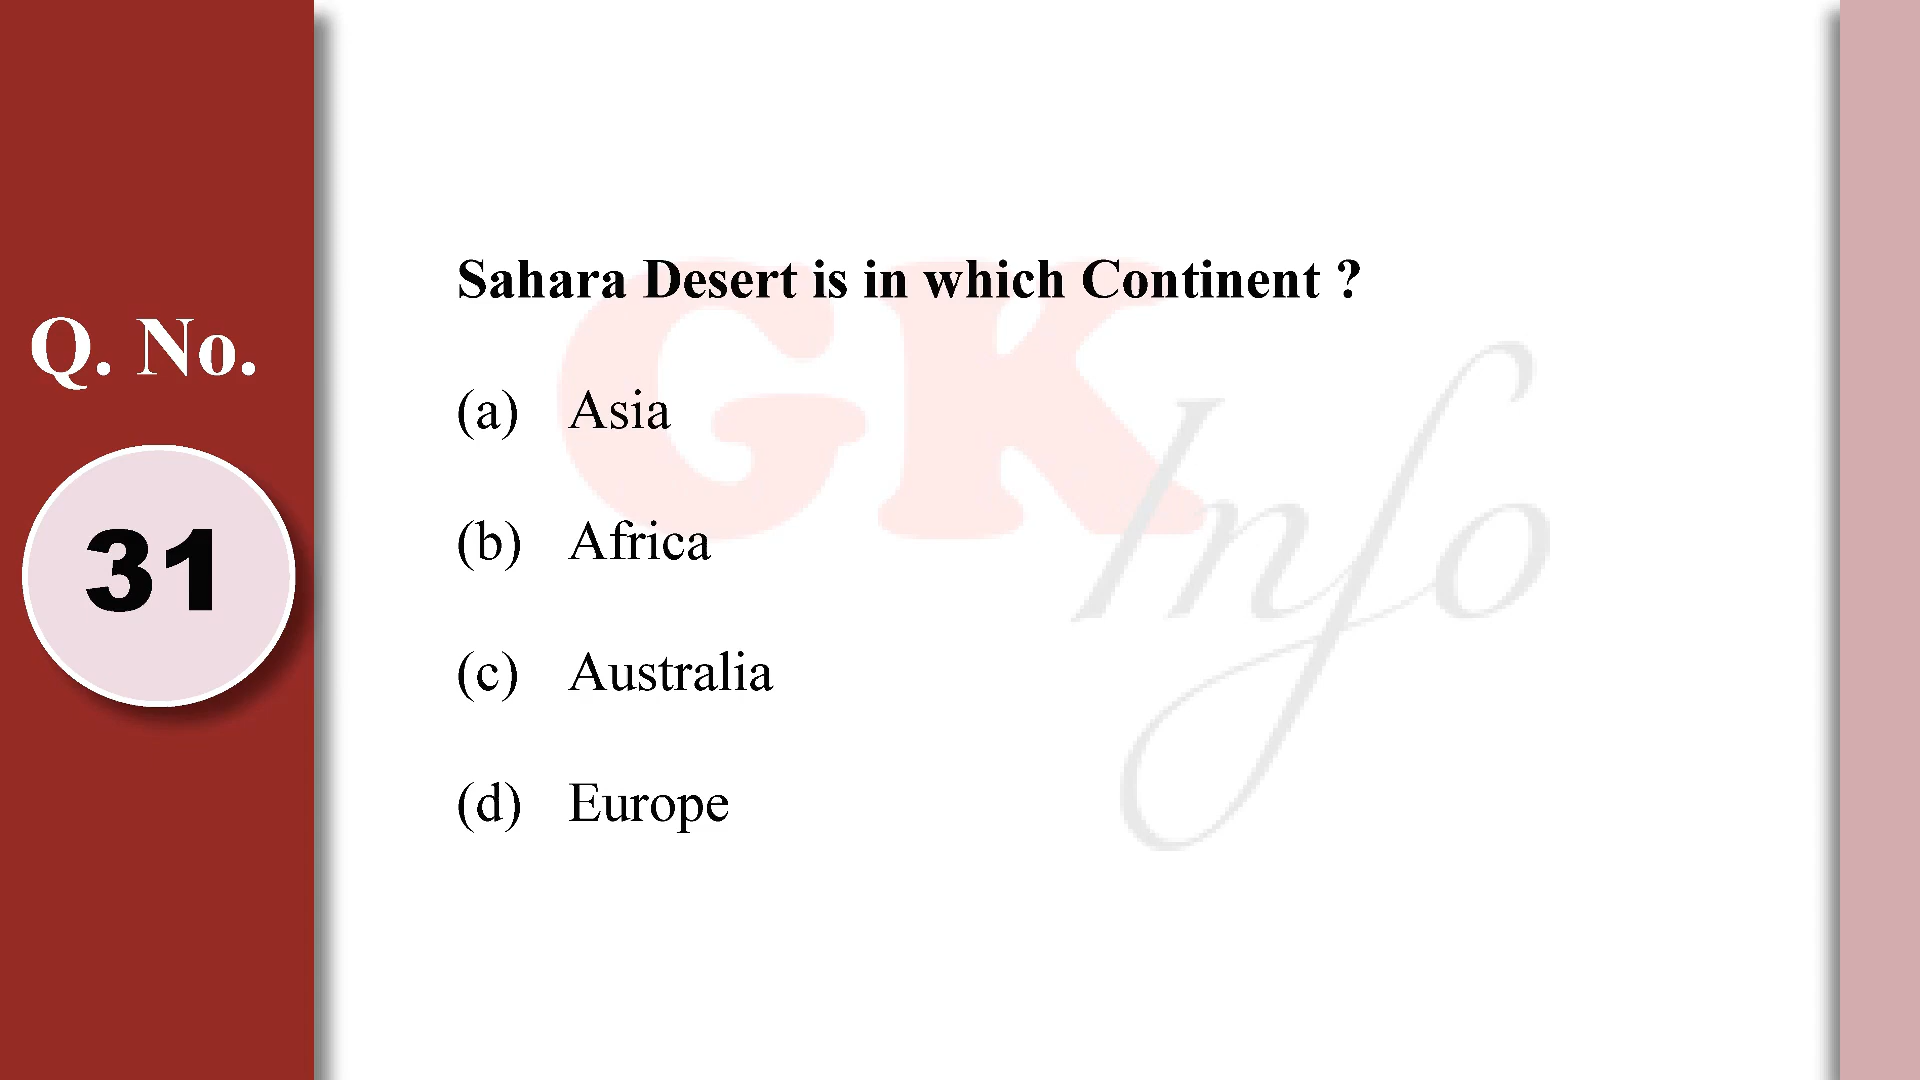 Q. No.
31
Sahara Desert is in which Continent ?
(a) Asia
(b) Africa
(c) Australia
(d) Europe
GK
Info